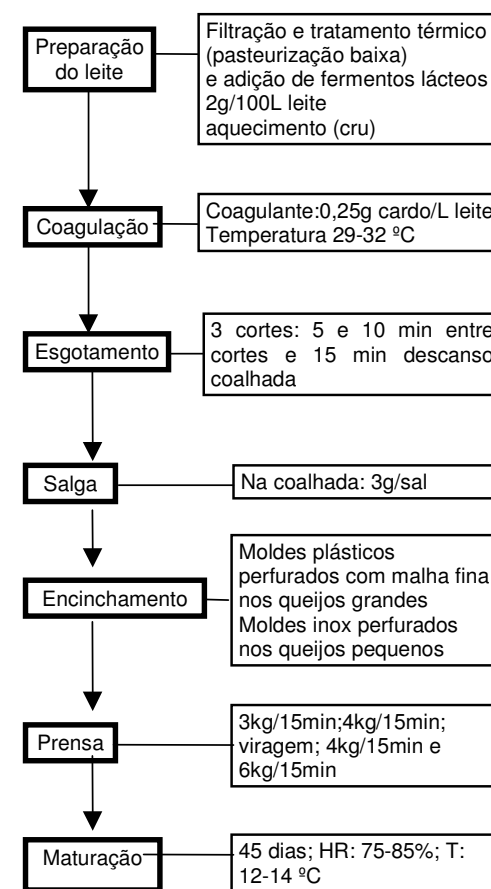 Preparação
do leite
Filtração e tratamento térmico
(pasteurização baixa)
e adição de fermentos lácteos
2g/100L leite
aquecimento (cru)
Coagulação
Coagulante:0,25g cardo/L leite
Temperatura 29-32 ºC
Esgotamento
3 cortes: 5 e 10 min entre
cortes e 15 min descanso
coalhada
Salga
Na coalhada: 3g/sal
Encinchamento
Moldes plásticos
perfurados com malha fina
nos queijos grandes
Moldes inox perfurados
nos queijos pequenos
Prensa
3kg/15min;4kg/15min;
viragem; 4kg/15min e
6kg/15min
Maturação
45 dias; HR: 75-85%; T:
12-14 ºC